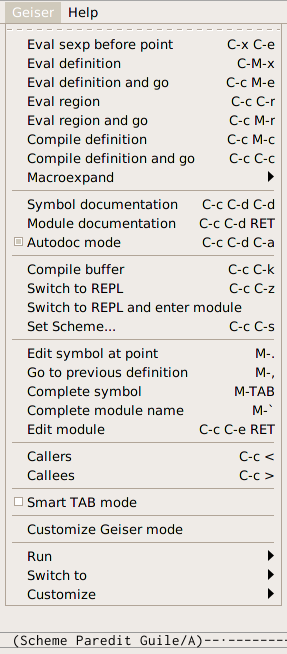 Geiser Help
Eval sexp before point C-x C-e
Eval definition C-M-x
Eval definition and go C-c M-e
Eval region C-c C-r
Eval region and go C-c M-r
Compile definition C-c M-c
Compile definition and go C-c C-c
Macroexpand
Symbol documentation C-c C-d C-d
Module documentation C-c C-d RET
Autodoc mode C-c C-d C-a
Compile buffer C-c C-k
Switch to REPL C-c C-z
Switch to REPL and enter module
Set Scheme... C-c C-s
Edit symbol at point M-.
Go to previous definition M-,
Complete symbol M-TAB
Complete module name M-`
Edit module C-c C-e RET
Callers C-c <
Callees C-c >
Smart TAB mode
Customize Geiser mode
Run
Switch to
Customize
(Scheme Paredit Guile/A)--·-------